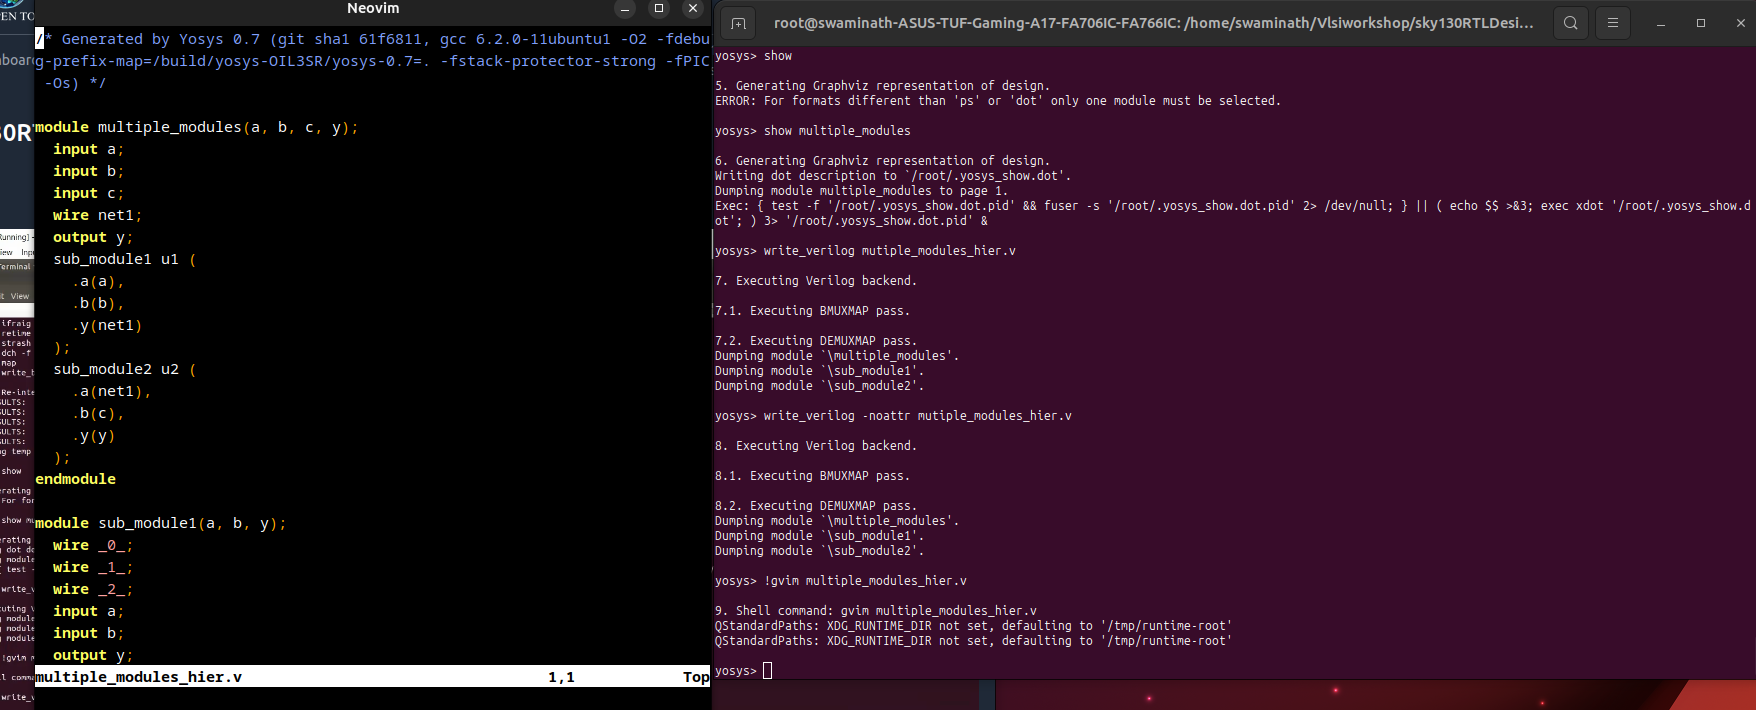 Neovim
/* Generated by Yosys 0.7 (git sha1 61f6811, gcc 6.2.0-11ubuntu1 -O2 -fdebu
g-prefix-map=/build/yosys-OIL3SR/yosys-0.7=. -fstack-protector-strong -fPIC
 -Os) */
module multiple_modules(a, b, c, y);
  input a;
  input b;
  input c;
  wire net1;
  output y;
  sub_module1 u1 (
    .a(a),
    .b(b),
    .y(net1)
  );
  sub_module2 u2 (
    .a(net1),
    .b(c),
    .y(y)
  );
endmodule
module sub_module1(a, b, y);
  wire _0_;
  wire _1_;
  wire _2_;
  input a;
  input b;
  output y;
multiple_modules_hier.v 1,1 Top
root@swaminath-ASUS-TUF-Gaming-A17-FA706IC-FA766IC: /home/swaminath/Vlsiworkshop/sky130RTLDesi...
yosys> show
5. Generating Graphviz representation of design.
ERROR: For formats different than 'ps' or 'dot' only one module must be selected.
yosys> show multiple_modules
6. Generating Graphviz representation of design.
Writing dot description to `/root/.yosys_show.dot'.
Dumping module multiple_modules to page 1.
Exec: { test -f '/root/.yosys_show.dot.pid' && fuser -s '/root/.yosys_show.dot.pid' 2> /dev/null; } || ( echo $$ >&3; exec xdot '/root/.yosys_show.d
ot'; ) 3> '/root/.yosys_show.dot.pid' &
yosys> write_verilog mutiple_modules_hier.v
7. Executing Verilog backend.
7.1. Executing BMUXMAP pass.
7.2. Executing DEMUXMAP pass.
Dumping module `\multiple_modules'.
Dumping module `\sub_module1'.
Dumping module `\sub_module2'.
yosys> write_verilog -noattr mutiple_modules_hier.v
8. Executing Verilog backend.
8.1. Executing BMUXMAP pass.
8.2. Executing DEMUXMAP pass.
Dumping module `\multiple_modules'.
Dumping module `\sub_module1'.
Dumping module `\sub_module2'.
yosys> !gvim multiple_modules_hier.v
9. Shell command: gvim multiple_modules_hier.v
QStandardPaths: XDG_RUNTIME_DIR not set, defaulting to '/tmp/runtime-root'
QStandardPaths: XDG_RUNTIME_DIR not set, defaulting to '/tmp/runtime-root'
yosys>